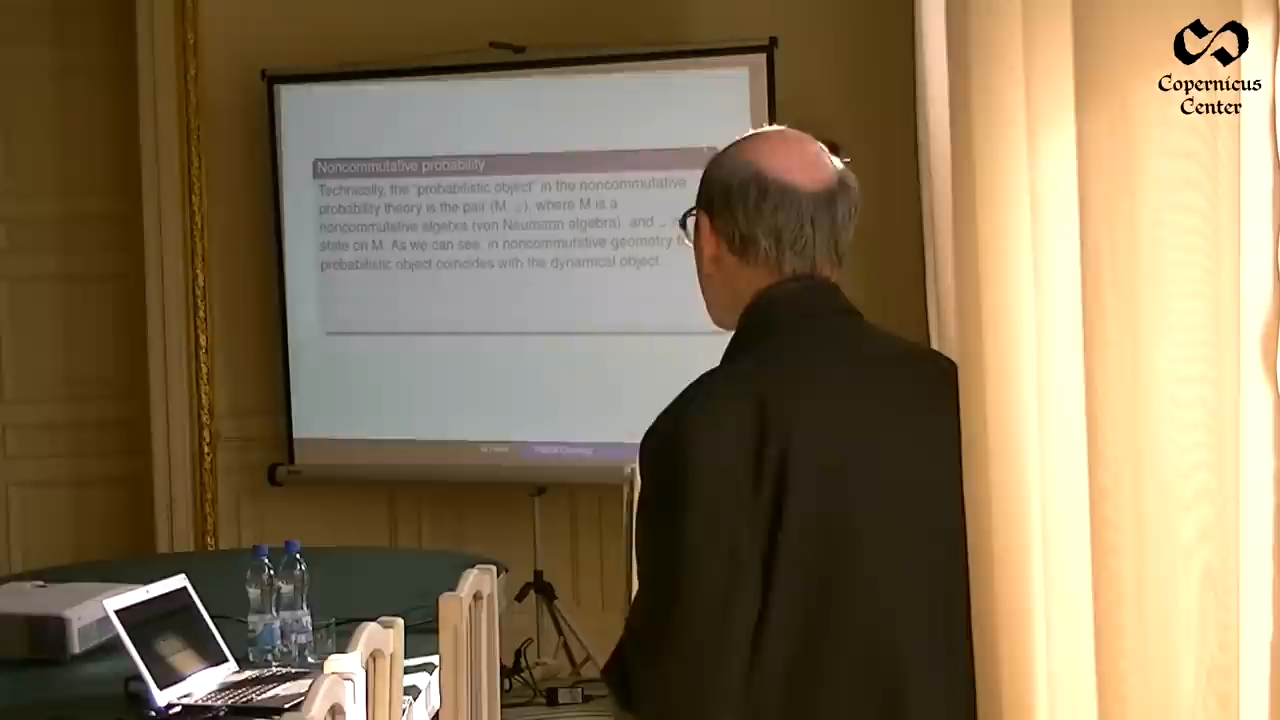 Copernicus
Center
Noncommutative probability
Technically, the "probabilistic object" in the noncommutative
probability theory is the pair (M, ), where M is a
noncommutative algebra (von Neumann algebra), and
state on M. As we can see, in noncommutative geometry
probabilistic object coincides with the dynamical object.